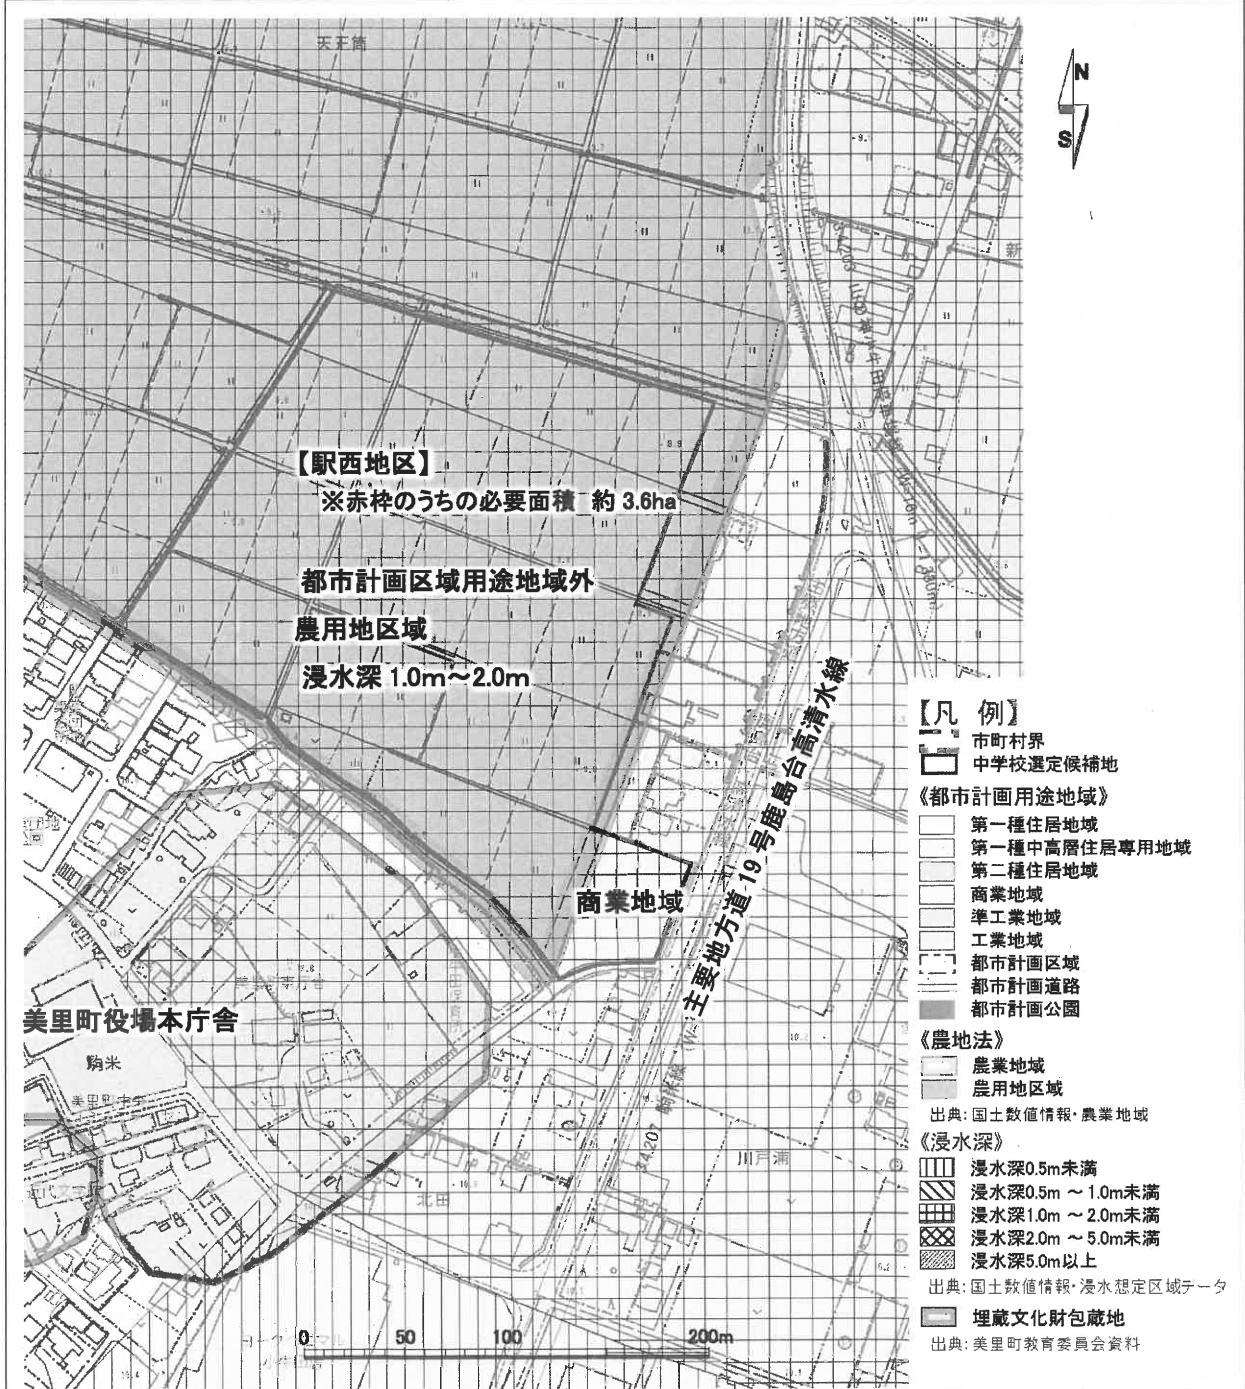 天王筒
N
S
新
【駅西地区】
※赤枠のうちの必要面積 約 3.6ha
都市計画区域用途地域外
農用地区域
浸水深 1.0m～2.0m
主要地方道 19 号鹿島台高清水線
商業地域
美里町役場本庁舎
駒米
北田
川戸浦
0 50 100 200m
【凡 例】
市町村界
中学校選定候補地
《都市計画用途地域》
第一種住居地域
第一種中高層住居専用地域
第二種住居地域
商業地域
準工業地域
工業地域
都市計画区域
都市計画道路
都市計画公園
《農地法》
農業地域
農用地区域
出典：国土数値情報・農業地域
《浸水深》
浸水深0.5m未満
浸水深0.5m ～ 1.0m未満
浸水深1.0m ～ 2.0m未満
浸水深2.0m ～ 5.0m未満
浸水深5.0m以上
出典：国土数値情報・浸水想定区域データ
埋蔵文化財包蔵地
出典：美里町教育委員会資料